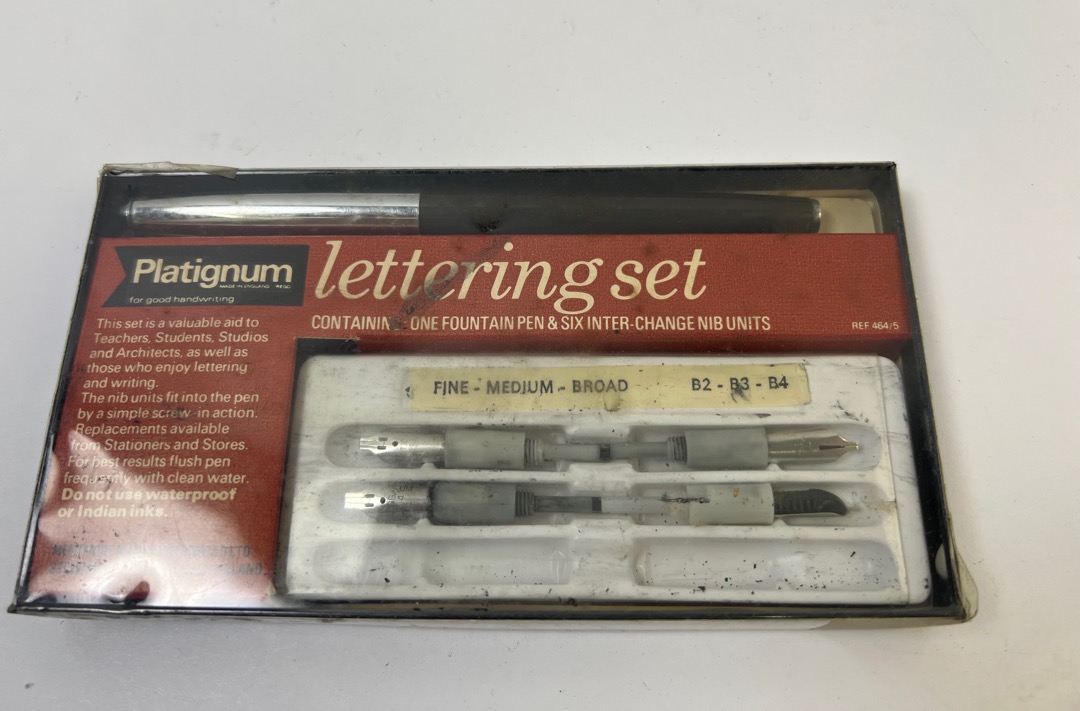 Platignum
MADE IN ENGLAND REGD.
for good handwriting
lettering set
CONTAINING ONE FOUNTAIN PEN & SIX INTER-CHANGE NIB UNITS
REF 464/5
This set is a valuable aid to
Teachers, Students, Studios
and Architects, as well as
those who enjoy lettering
and writing.
The nib units fit into the pen
by a simple screw-in action.
Replacements available
from Stationers and Stores.
For best results flush pen
frequently with clean water.
Do not use waterproof
or Indian inks.
FINE - MEDIUM - BROAD B2 - B3 - B4